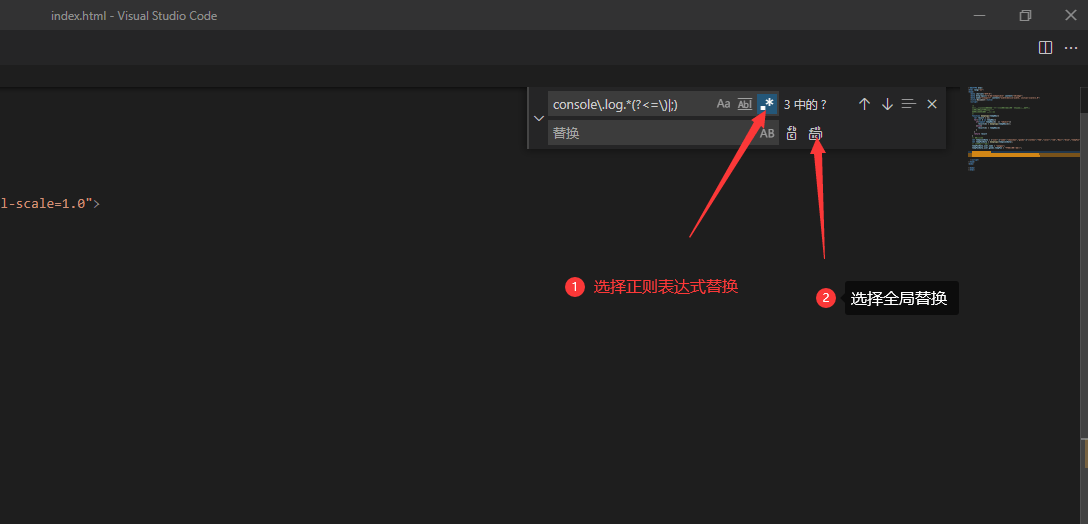 index.html - Visual Studio Code
console\.log.*(?<=\)|;)
Aa
Abl
.*
3 中的 ?
替换
AB
l-scale=1.0">
1 选择正则表达式替换
2 选择全局替换